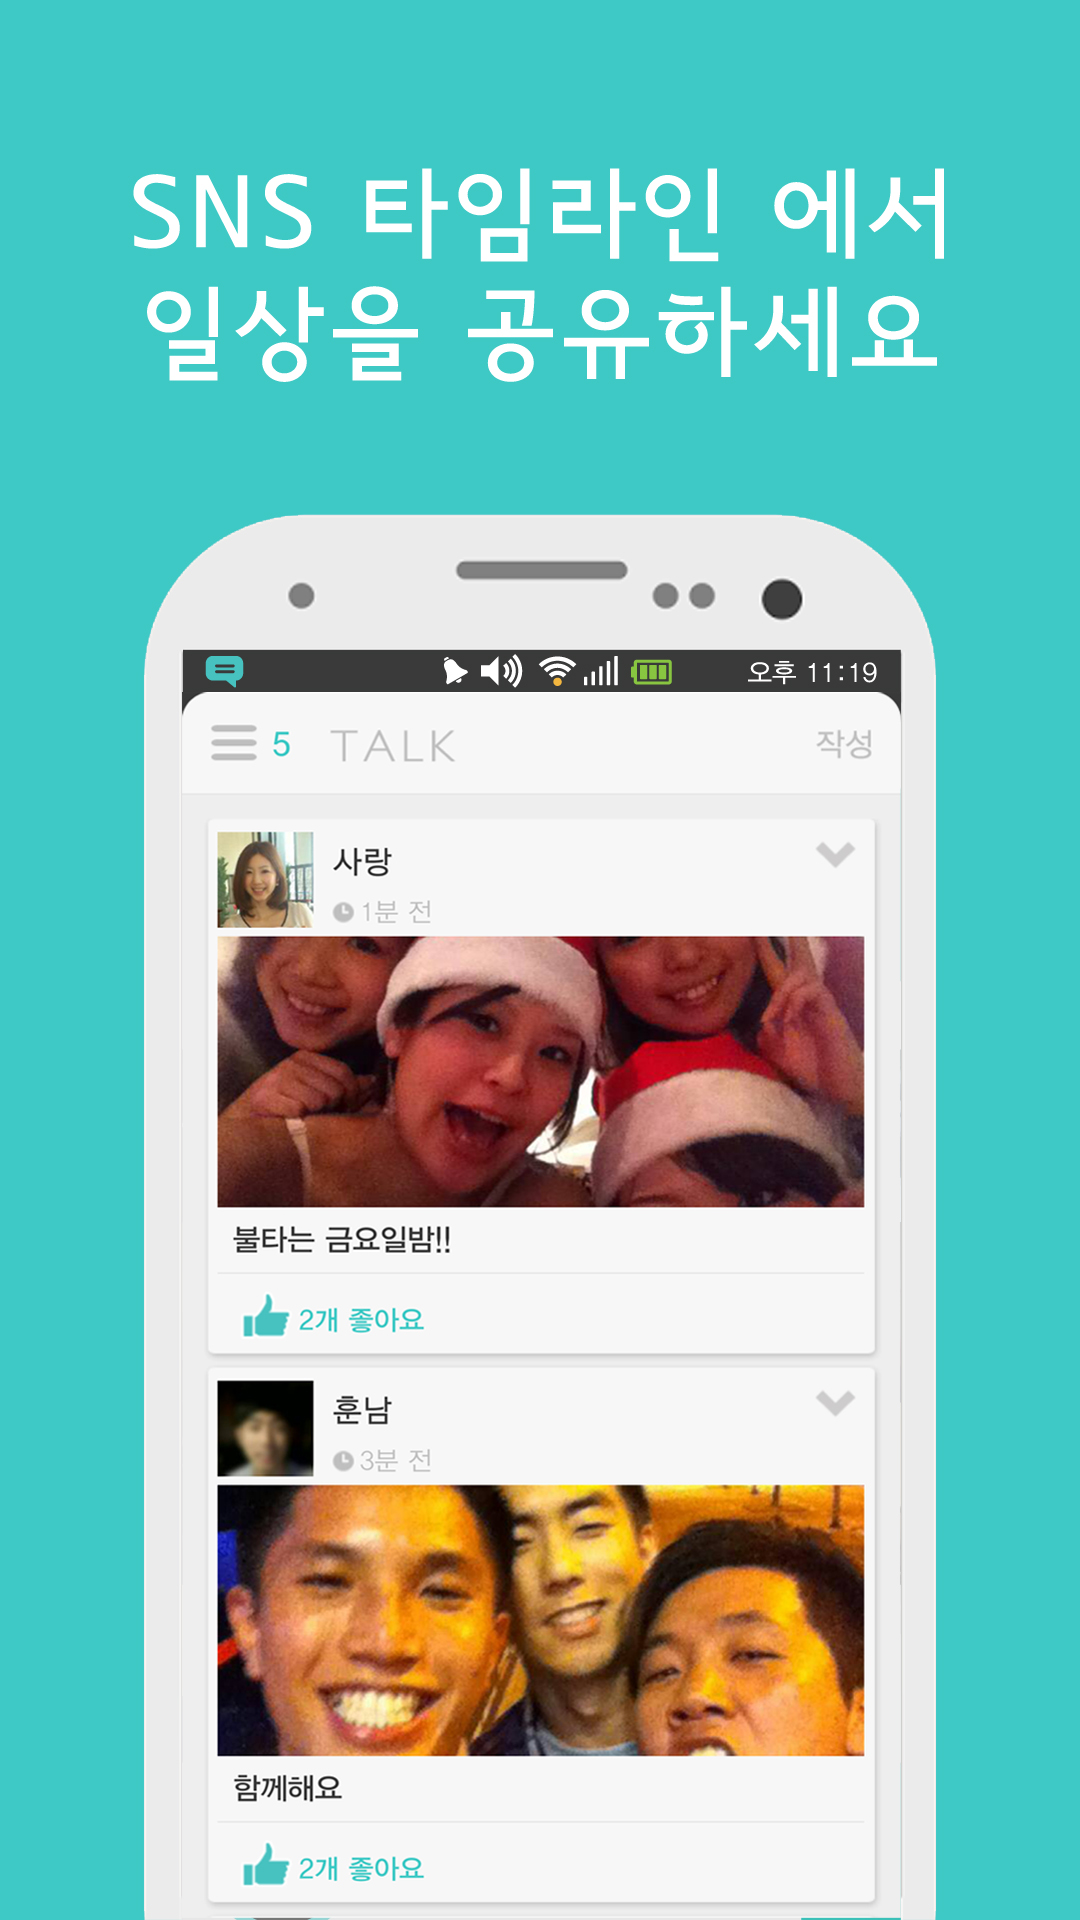 SNS 타임라인 에서
일상을 공유하세요
오후 11:19
5 TALK 작성
사랑
1분 전
불타는 금요일밤!!
2개 좋아요
훈남
3분 전
함께해요
2개 좋아요